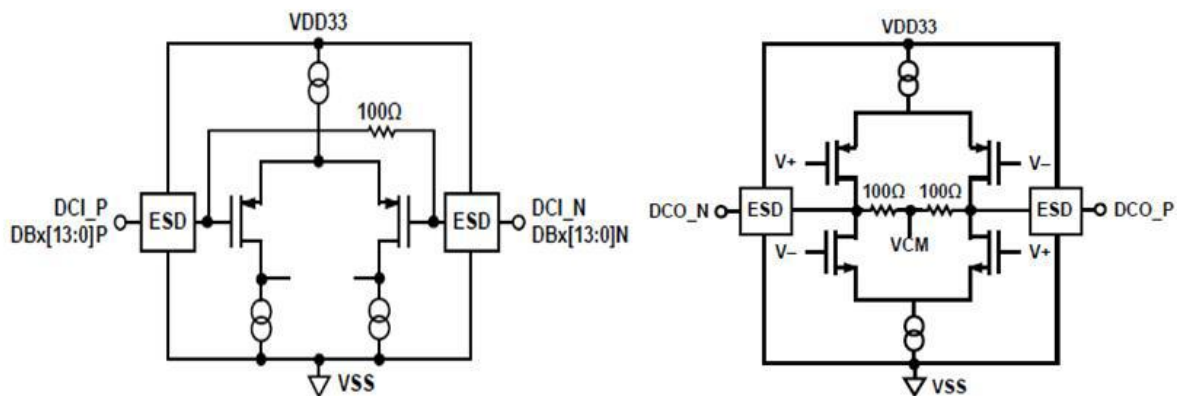 VDD33
100Ω
DCI_P
DBx[13:0]P
ESD
ESD
DCI_N
DBx[13:0]N
VSS
VDD33
V+
V–
100Ω
100Ω
DCO_N
ESD
ESD
DCO_P
VCM
V–
V+
VSS